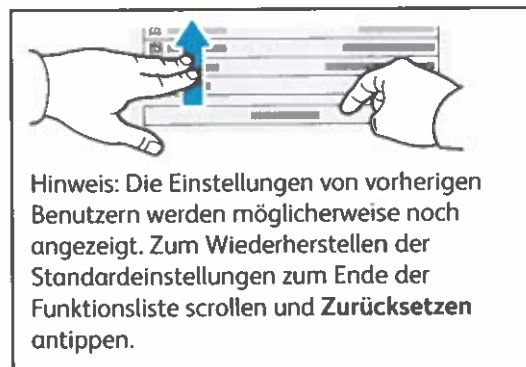 Hinweis: Die Einstellungen von vorherigen
Benutzern werden möglicherweise noch
angezeigt. Zum Wiederherstellen der
Standardeinstellungen zum Ende der
Funktionsliste scrollen und Zurücksetzen
antippen.